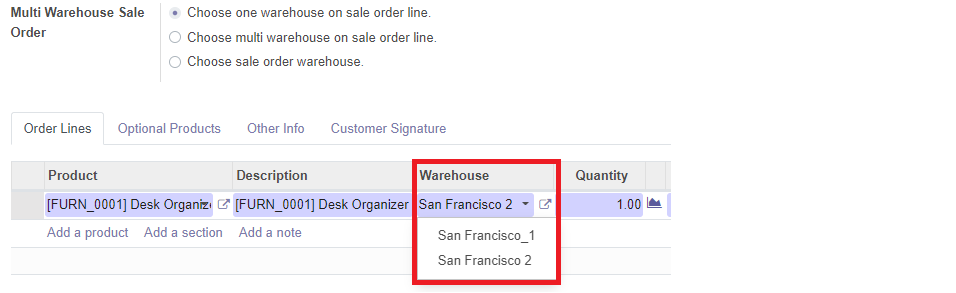 Multi Warehouse Sale Order
Choose one warehouse on sale order line.
Choose multi warehouse on sale order line.
Choose sale order warehouse.
Order Lines Optional Products Other Info Customer Signature
Product Description Warehouse Quantity
[FURN_0001] Desk Organize [FURN_0001] Desk Organizer San Francisco 2 1.00
Add a product Add a section Add a note
San Francisco_1
San Francisco 2